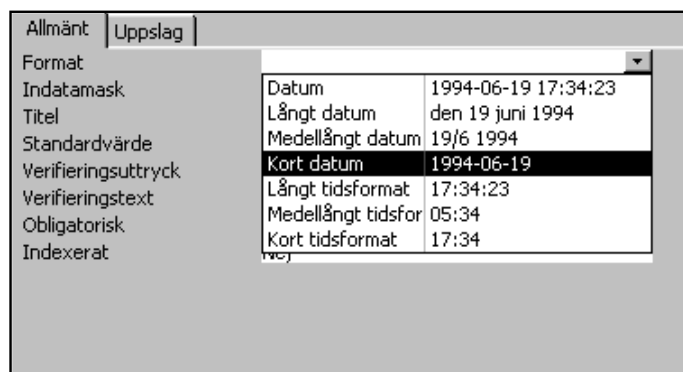 Allmänt Uppslag
Format
Indatamask Datum 1994-06-19 17:34:23
Titel Långt datum den 19 juni 1994
Standardvärde Medellångt datum 19/6 1994
Verifieringsuttryck Kort datum 1994-06-19
Verifieringstext Långt tidsformat 17:34:23
Obligatorisk Medellångt tidsfor 05:34
Indexerat Kort tidsformat 17:34
Nej